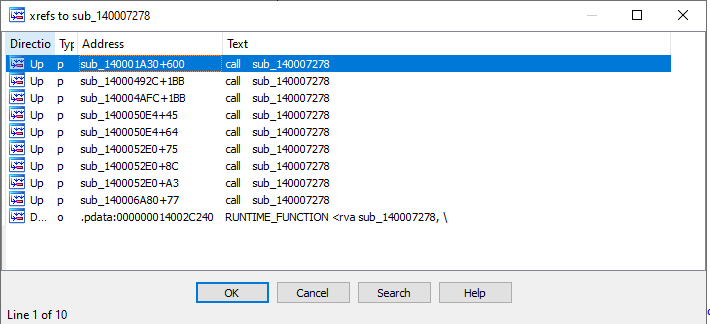 xrefs to sub_140007278
Directio Typ Address Text
Up p sub_140001A30+600 call sub_140007278
Up p sub_14000492C+1BB call sub_140007278
Up p sub_140004AFC+1BB call sub_140007278
Up p sub_1400050E4+45 call sub_140007278
Up p sub_1400050E4+64 call sub_140007278
Up p sub_1400052E0+75 call sub_140007278
Up p sub_1400052E0+8C call sub_140007278
Up p sub_1400052E0+A3 call sub_140007278
Up p sub_140006A80+77 call sub_140007278
D... o .pdata:000000014002C240 RUNTIME_FUNCTION <rva sub_140007278, \
OK Cancel Search Help
Line 1 of 10